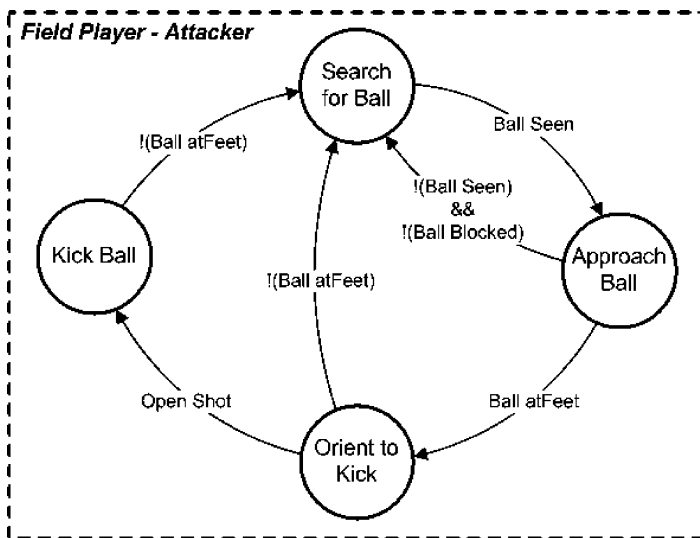 Field Player - Attacker
Search
for Ball
Ball Seen
!(Ball atFeet)
!(Ball Seen)
&&
!(Ball Blocked)
Kick Ball
Approach
Ball
!(Ball atFeet)
Open Shot
Ball atFeet
Orient to
Kick